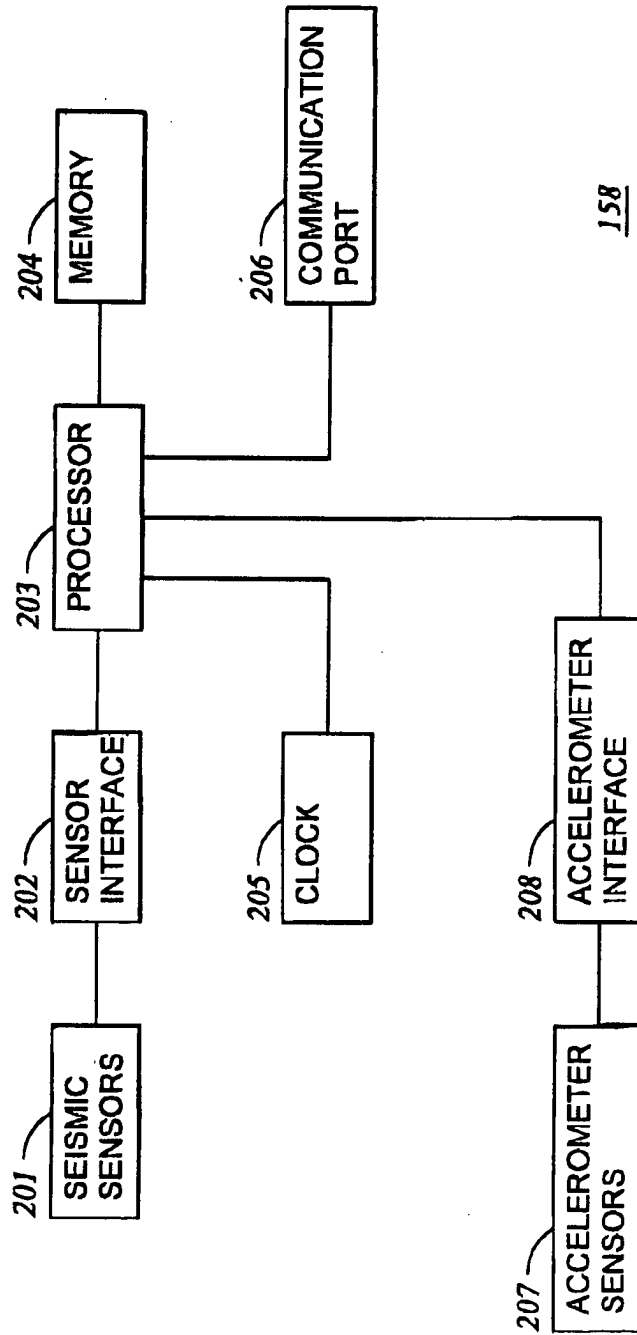 201
SEISMIC
SENSORS
202
SENSOR
INTERFACE
203
PROCESSOR
204
MEMORY
205
CLOCK
206
COMMUNICATION
PORT
207
ACCELEROMETER
SENSORS
208
ACCELEROMETER
INTERFACE
158